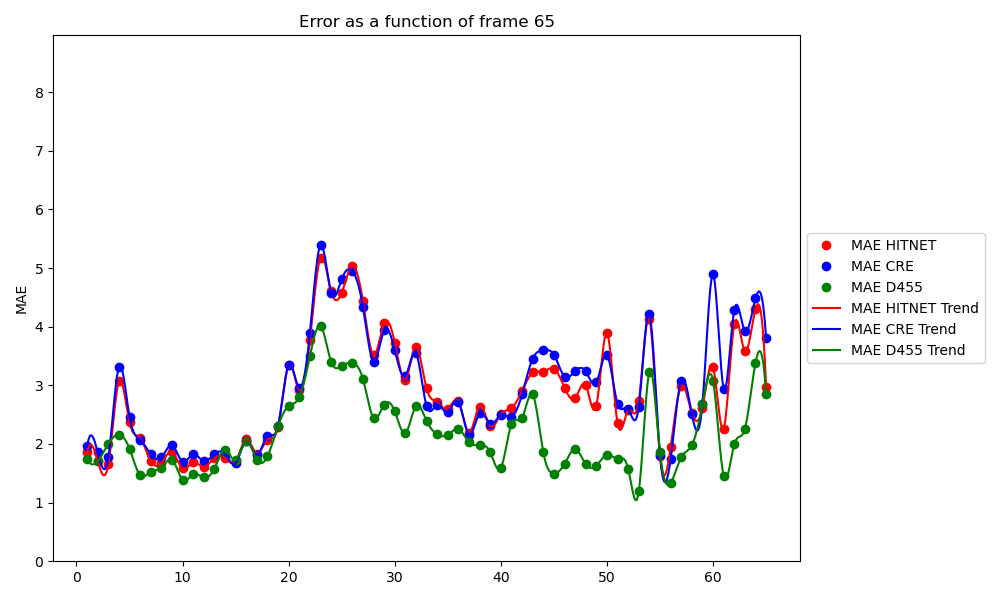 Error as a function of frame 65
MAE
8
7
6
5
4
3
2
1
0
0 10 20 30 40 50 60
MAE HITNET
MAE CRE
MAE D455
MAE HITNET Trend
MAE CRE Trend
MAE D455 Trend